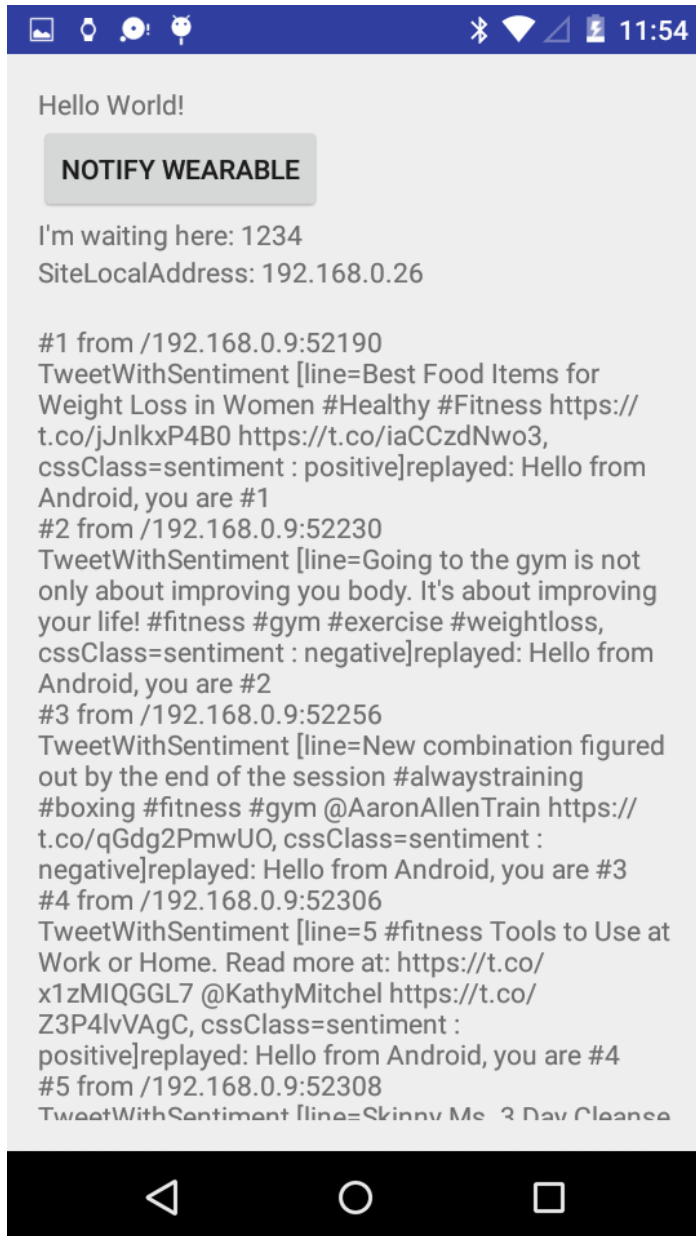 11:54
Hello World!
NOTIFY WEARABLE
I'm waiting here: 1234
SiteLocalAddress: 192.168.0.26
#1 from /192.168.0.9:52190
TweetWithSentiment [line=Best Food Items for
Weight Loss in Women #Healthy #Fitness https://
t.co/jJnlkxP4B0 https://t.co/iaCCzdNwo3,
cssClass=sentiment : positive]replayed: Hello from
Android, you are #1
#2 from /192.168.0.9:52230
TweetWithSentiment [line=Going to the gym is not
only about improving you body. It's about improving
your life! #fitness #gym #exercise #weightloss,
cssClass=sentiment : negative]replayed: Hello from
Android, you are #2
#3 from /192.168.0.9:52256
TweetWithSentiment [line=New combination figured
out by the end of the session #alwaystraining
#boxing #fitness #gym @AaronAllenTrain https://
t.co/qGdg2PmwUO, cssClass=sentiment :
negative]replayed: Hello from Android, you are #3
#4 from /192.168.0.9:52306
TweetWithSentiment [line=5 #fitness Tools to Use at
Work or Home. Read more at: https://t.co/
x1zMIQGGL7 @KathyMitchel https://t.co/
Z3P4lvVAgC, cssClass=sentiment :
positive]replayed: Hello from Android, you are #4
#5 from /192.168.0.9:52308
TweetWithSentiment [line=Skinny Ms. 3 Day Cleanse